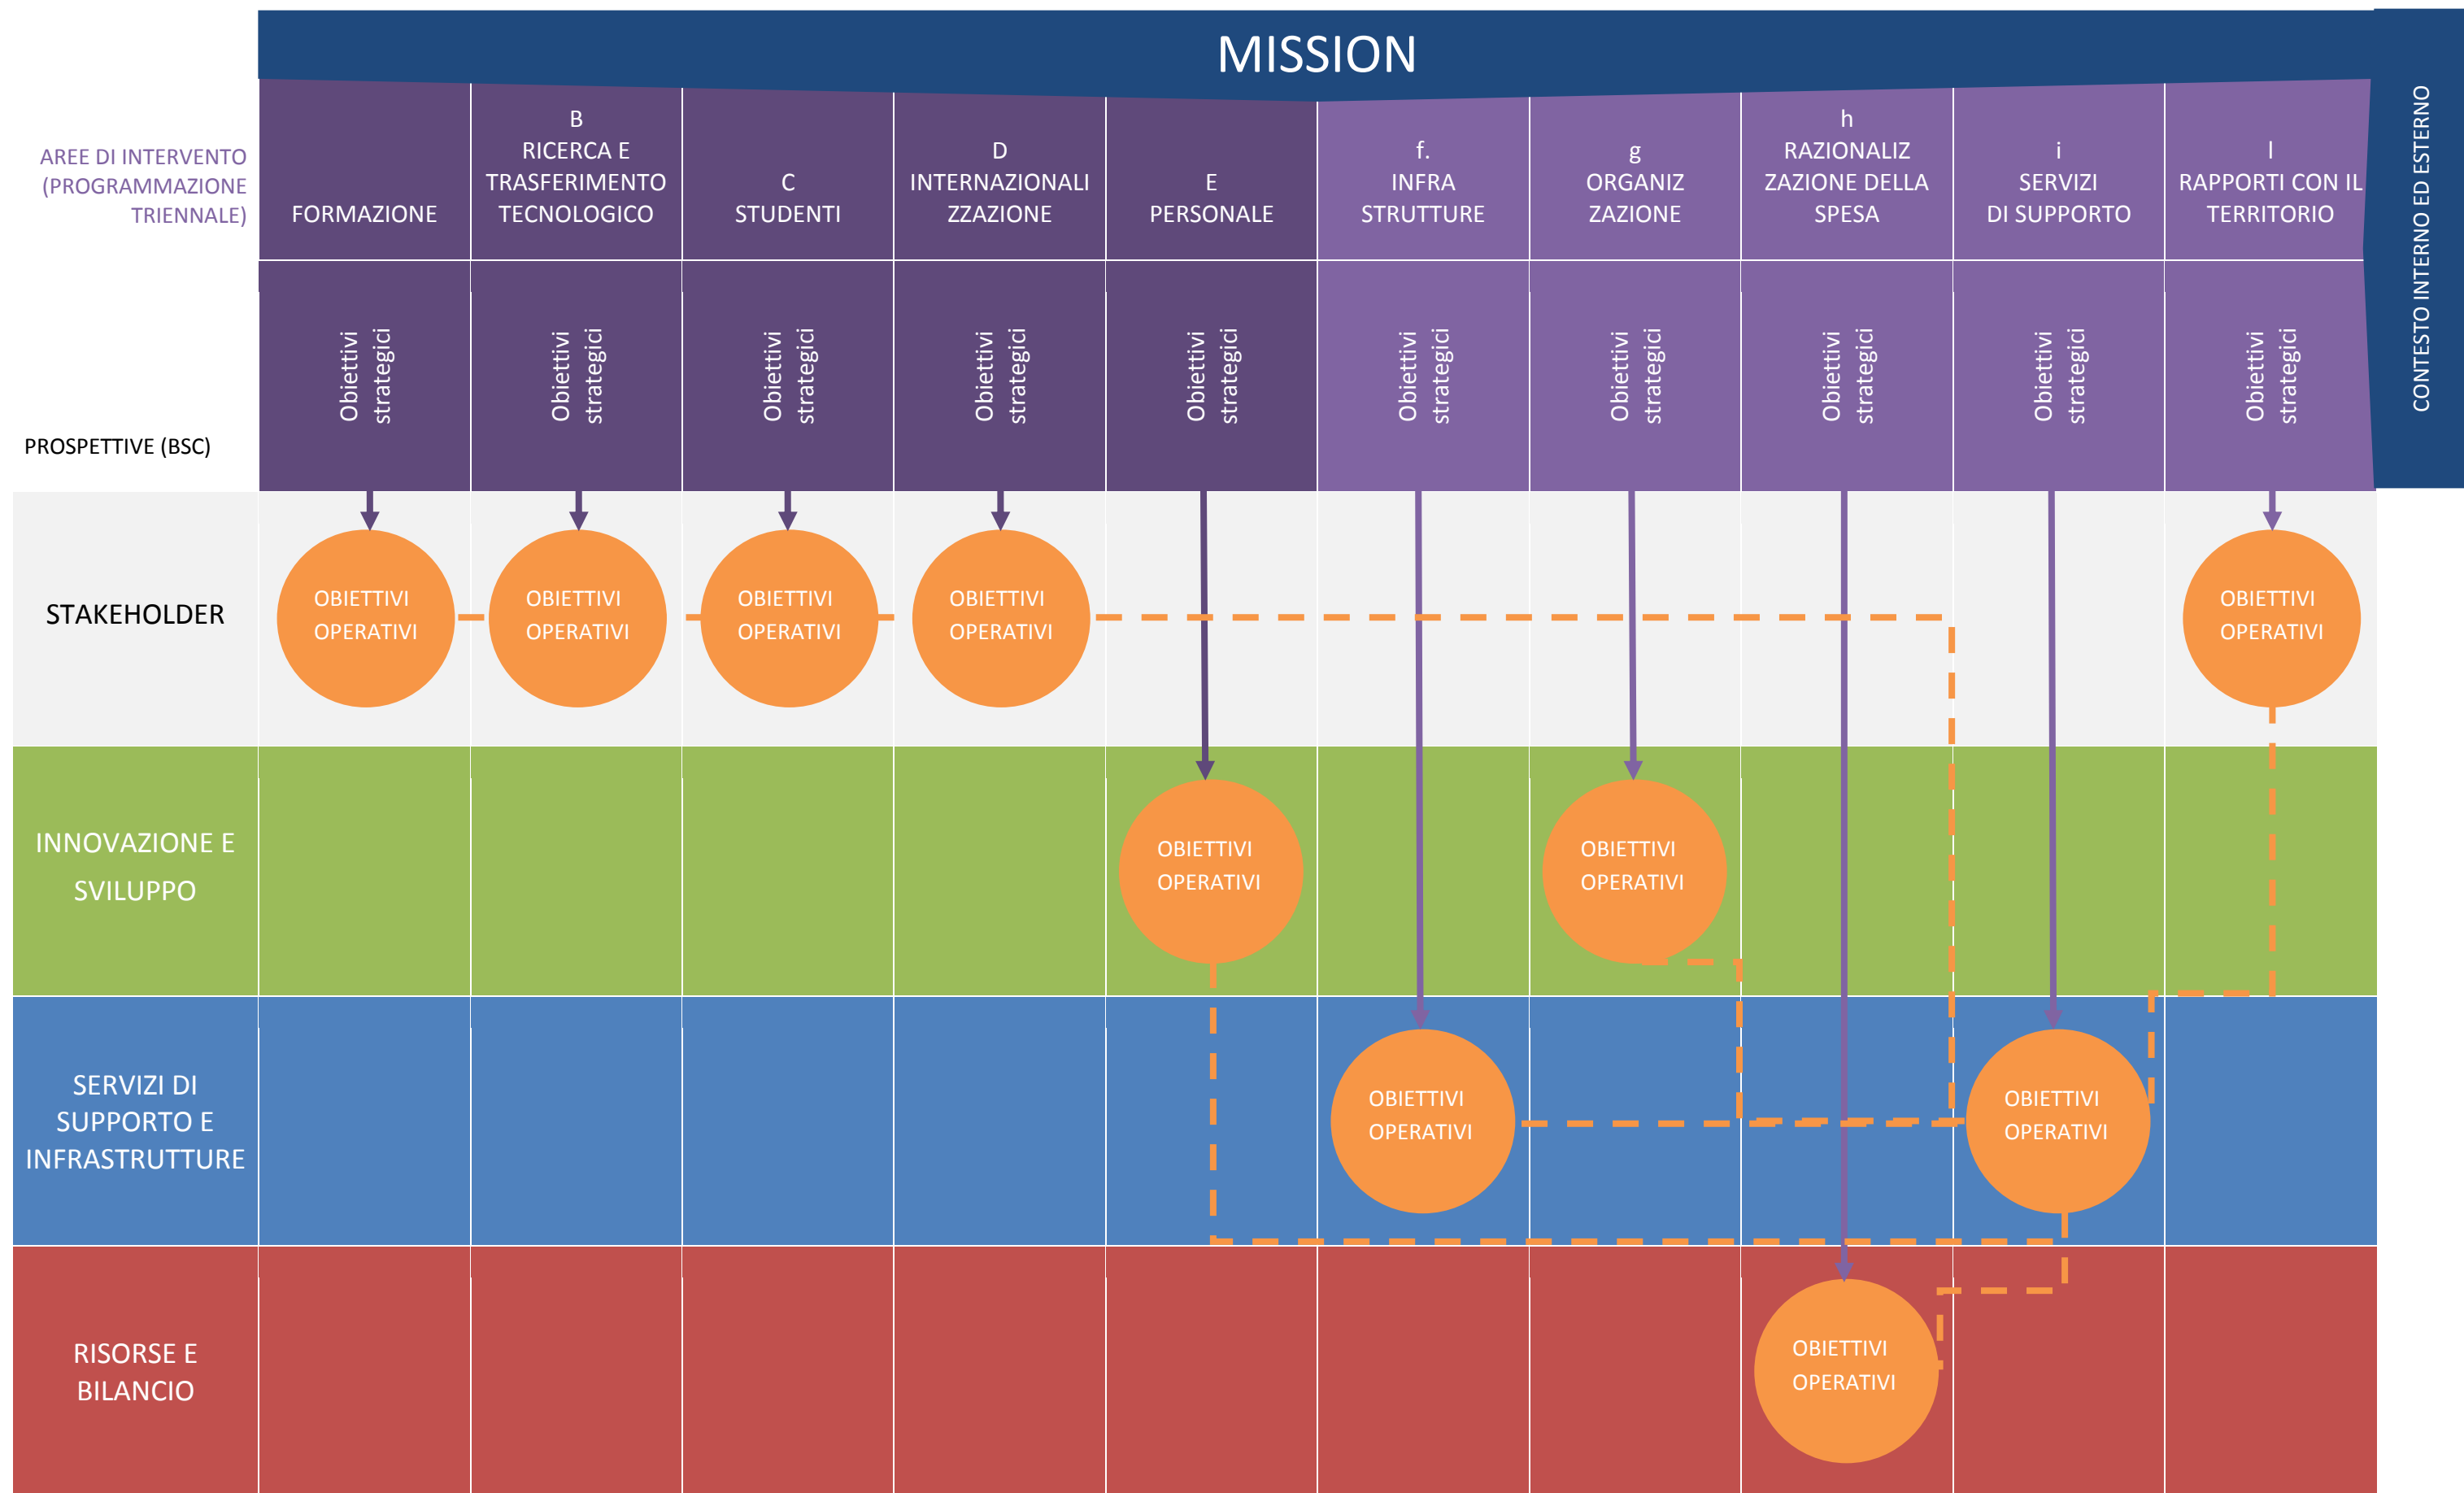 MISSION
CONTESTO INTERNO ED ESTERNO
AREE DI INTERVENTO
(PROGRAMMAZIONE
TRIENNALE)
FORMAZIONE
B
RICERCA E
TRASFERIMENTO
TECNOLOGICO
C
STUDENTI
D
INTERNAZIONALI
ZZAZIONE
E
PERSONALE
f.
INFRA
STRUTTURE
g
ORGANIZ
ZAZIONE
h
RAZIONALIZ
ZAZIONE DELLA
SPESA
i
SERVIZI
DI SUPPORTO
l
RAPPORTI CON IL
TERRITORIO
PROSPETTIVE (BSC)
Obiettivi
strategici
Obiettivi
strategici
Obiettivi
strategici
Obiettivi
strategici
Obiettivi
strategici
Obiettivi
strategici
Obiettivi
strategici
Obiettivi
strategici
Obiettivi
strategici
Obiettivi
strategici
STAKEHOLDER
OBIETTIVI
OPERATIVI
OBIETTIVI
OPERATIVI
OBIETTIVI
OPERATIVI
OBIETTIVI
OPERATIVI
OBIETTIVI
OPERATIVI
INNOVAZIONE E
SVILUPPO
OBIETTIVI
OPERATIVI
OBIETTIVI
OPERATIVI
SERVIZI DI
SUPPORTO E
INFRASTRUTTURE
OBIETTIVI
OPERATIVI
OBIETTIVI
OPERATIVI
RISORSE E
BILANCIO
OBIETTIVI
OPERATIVI